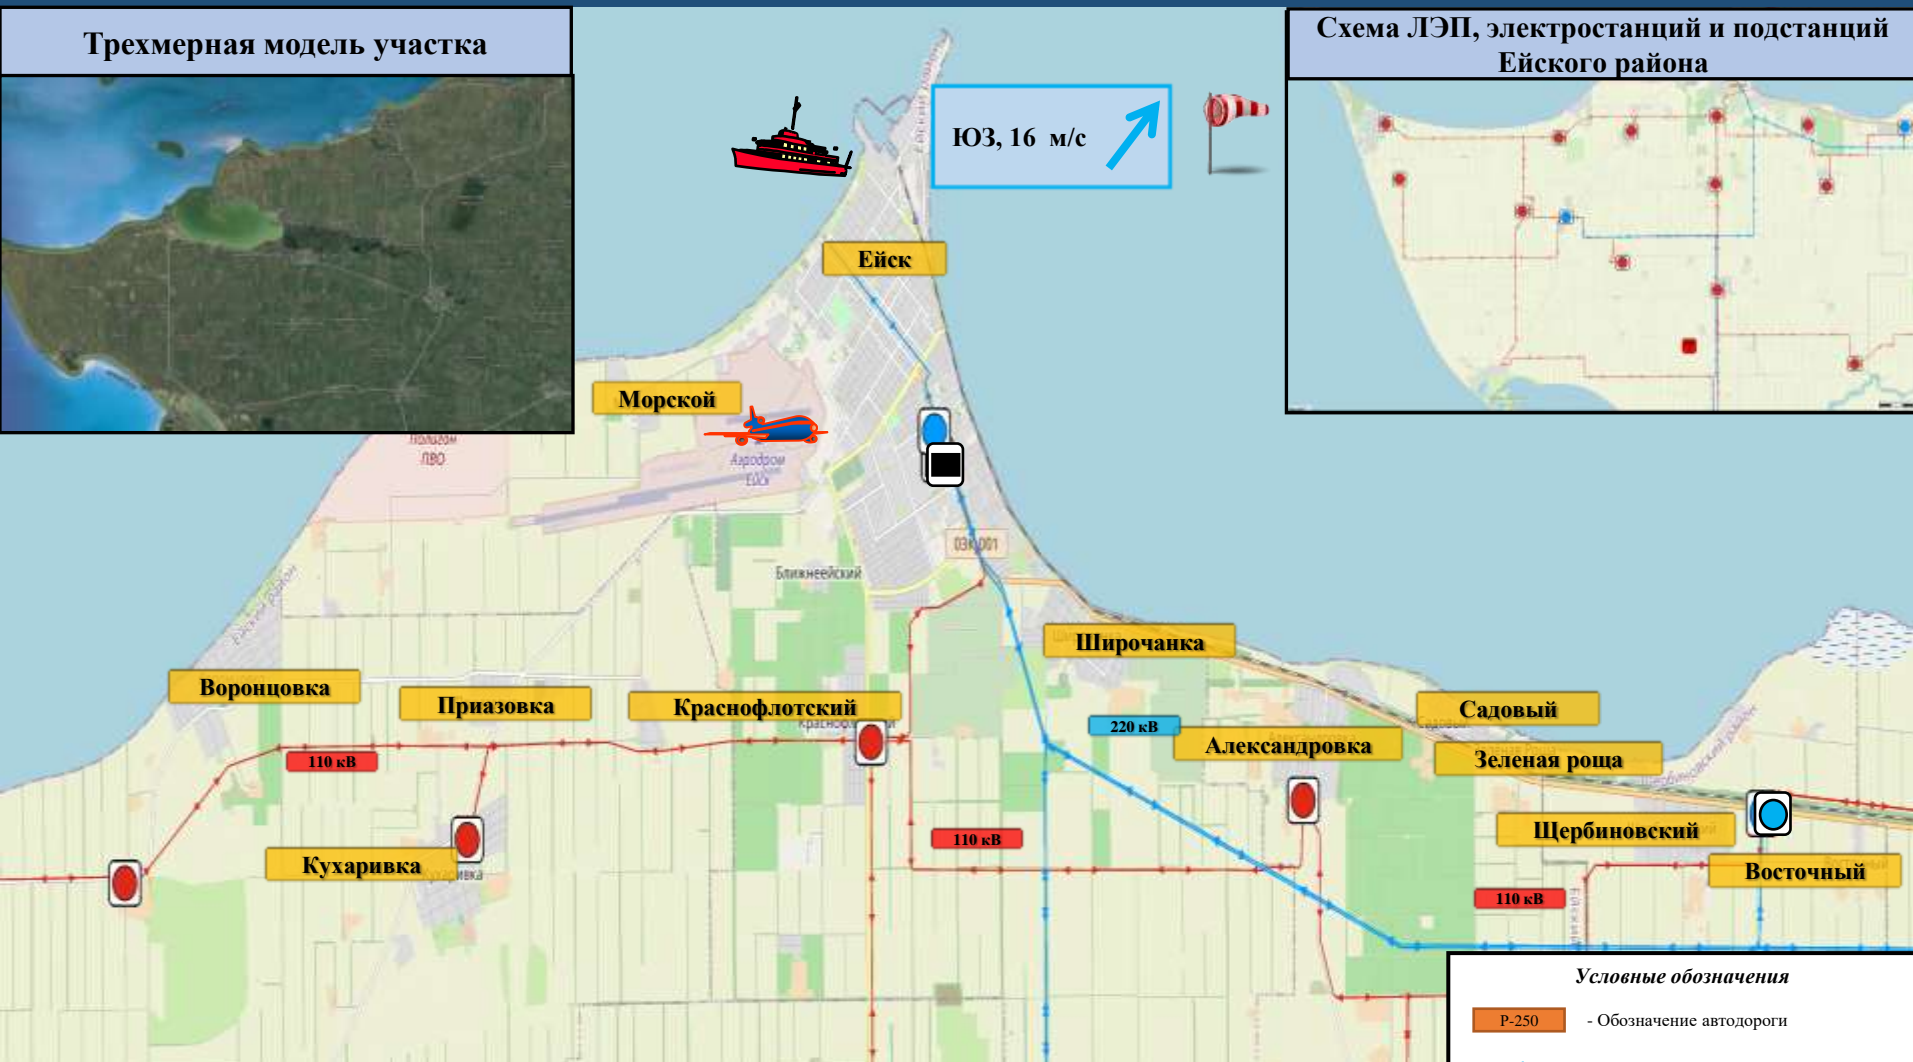 Трехмерная модель участка
Схема ЛЭП, электростанций и подстанций
Ейского района
ЮЗ, 16 м/с
Ейск
Морской
Полигон
ПВО
Аэродром
Ейск
03К-001
Ближнеейский
Ейский район
Широчанка
Воронцовка
Приазовка
Краснофлотский
Садовый
220 кВ
Александровка
Зеленая роща
110 кВ
Кухаривка
110 кВ
Щербиновский
Восточный
110 кВ
Условные обозначения
Р-250 - Обозначение автодороги